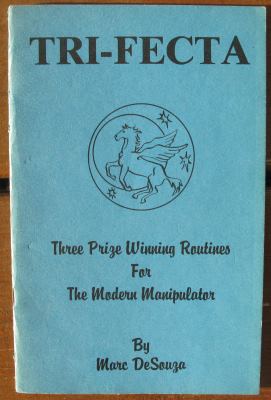 TRI-FECTA
Three Prize Winning Routines
For
The Modern Manipulator
By
Marc DeSouza